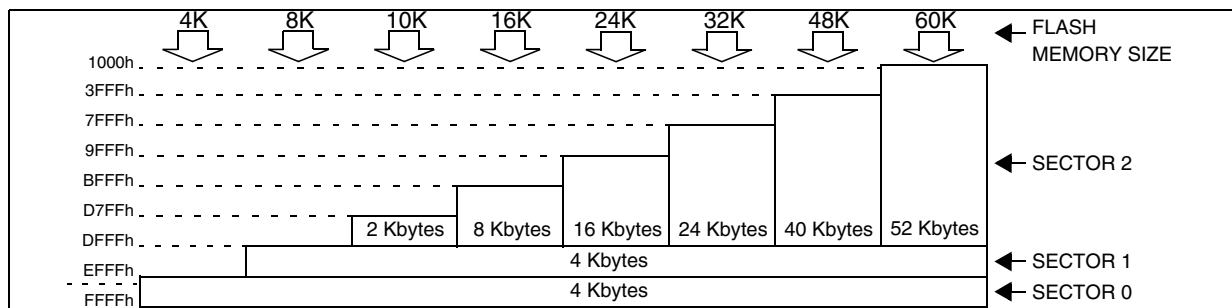 4K 8K 10K 16K 24K 32K 48K 60K
FLASH
MEMORY SIZE
1000h
3FFFh
7FFFh
9FFFh
SECTOR 2
BFFFh
D7FFh
2 Kbytes 8 Kbytes 16 Kbytes 24 Kbytes 40 Kbytes 52 Kbytes
DFFFh
4 Kbytes
SECTOR 1
EFFFh
4 Kbytes
SECTOR 0
FFFFh